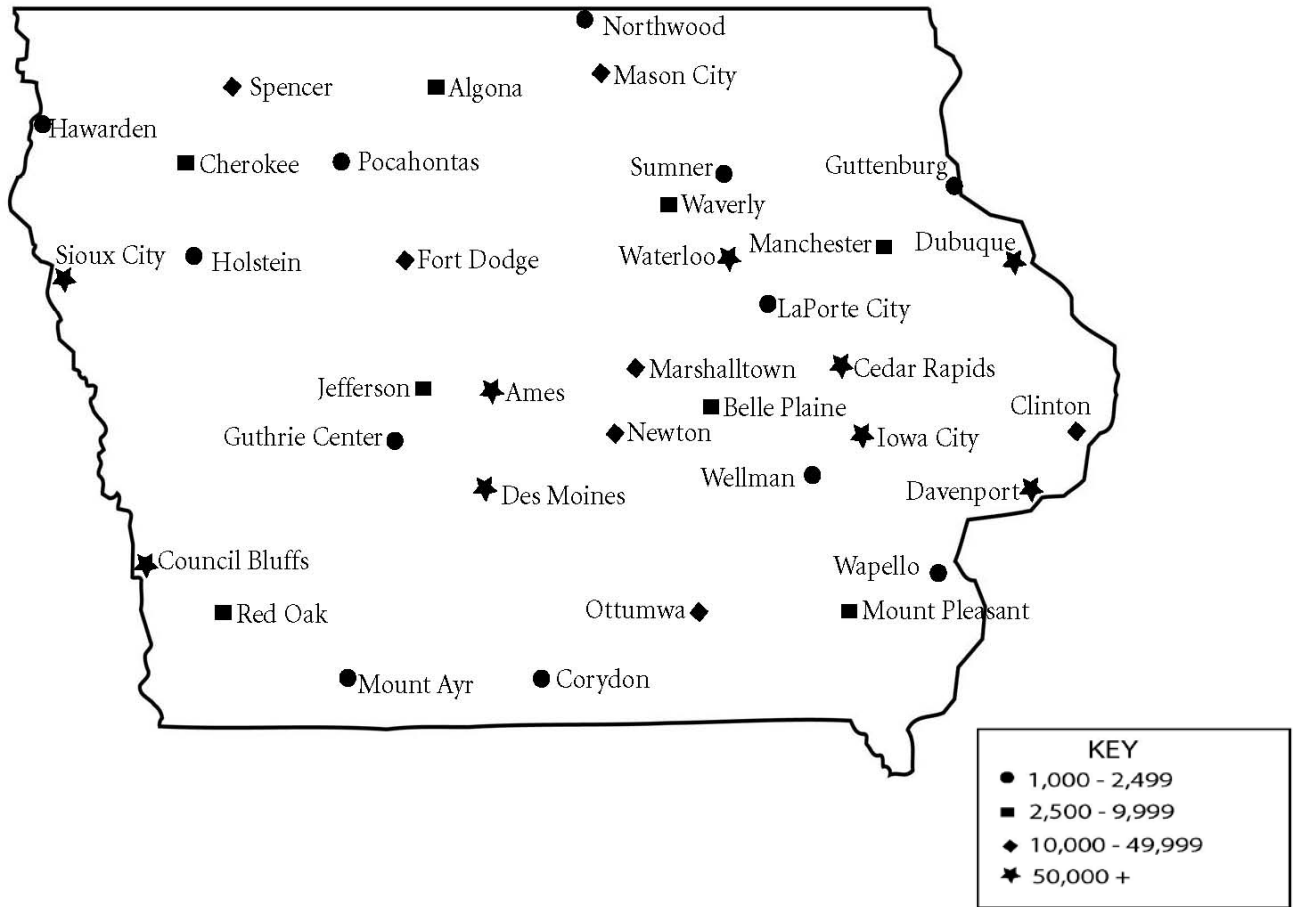 Northwood
Mason City
Spencer
Algona
Hawarden
Cherokee
Pocahontas
Sumner
Guttenburg
Waverly
Sioux City
Holstein
Fort Dodge
Waterloo
Manchester
Dubuque
LaPorte City
Jefferson
Ames
Marshalltown
Cedar Rapids
Belle Plaine
Clinton
Guthrie Center
Newton
Iowa City
Des Moines
Wellman
Davenport
Council Bluffs
Wapello
Red Oak
Ottumwa
Mount Pleasant
Mount Ayr
Corydon
KEY
1,000 - 2,499
2,500 - 9,999
10,000 - 49,999
50,000 +